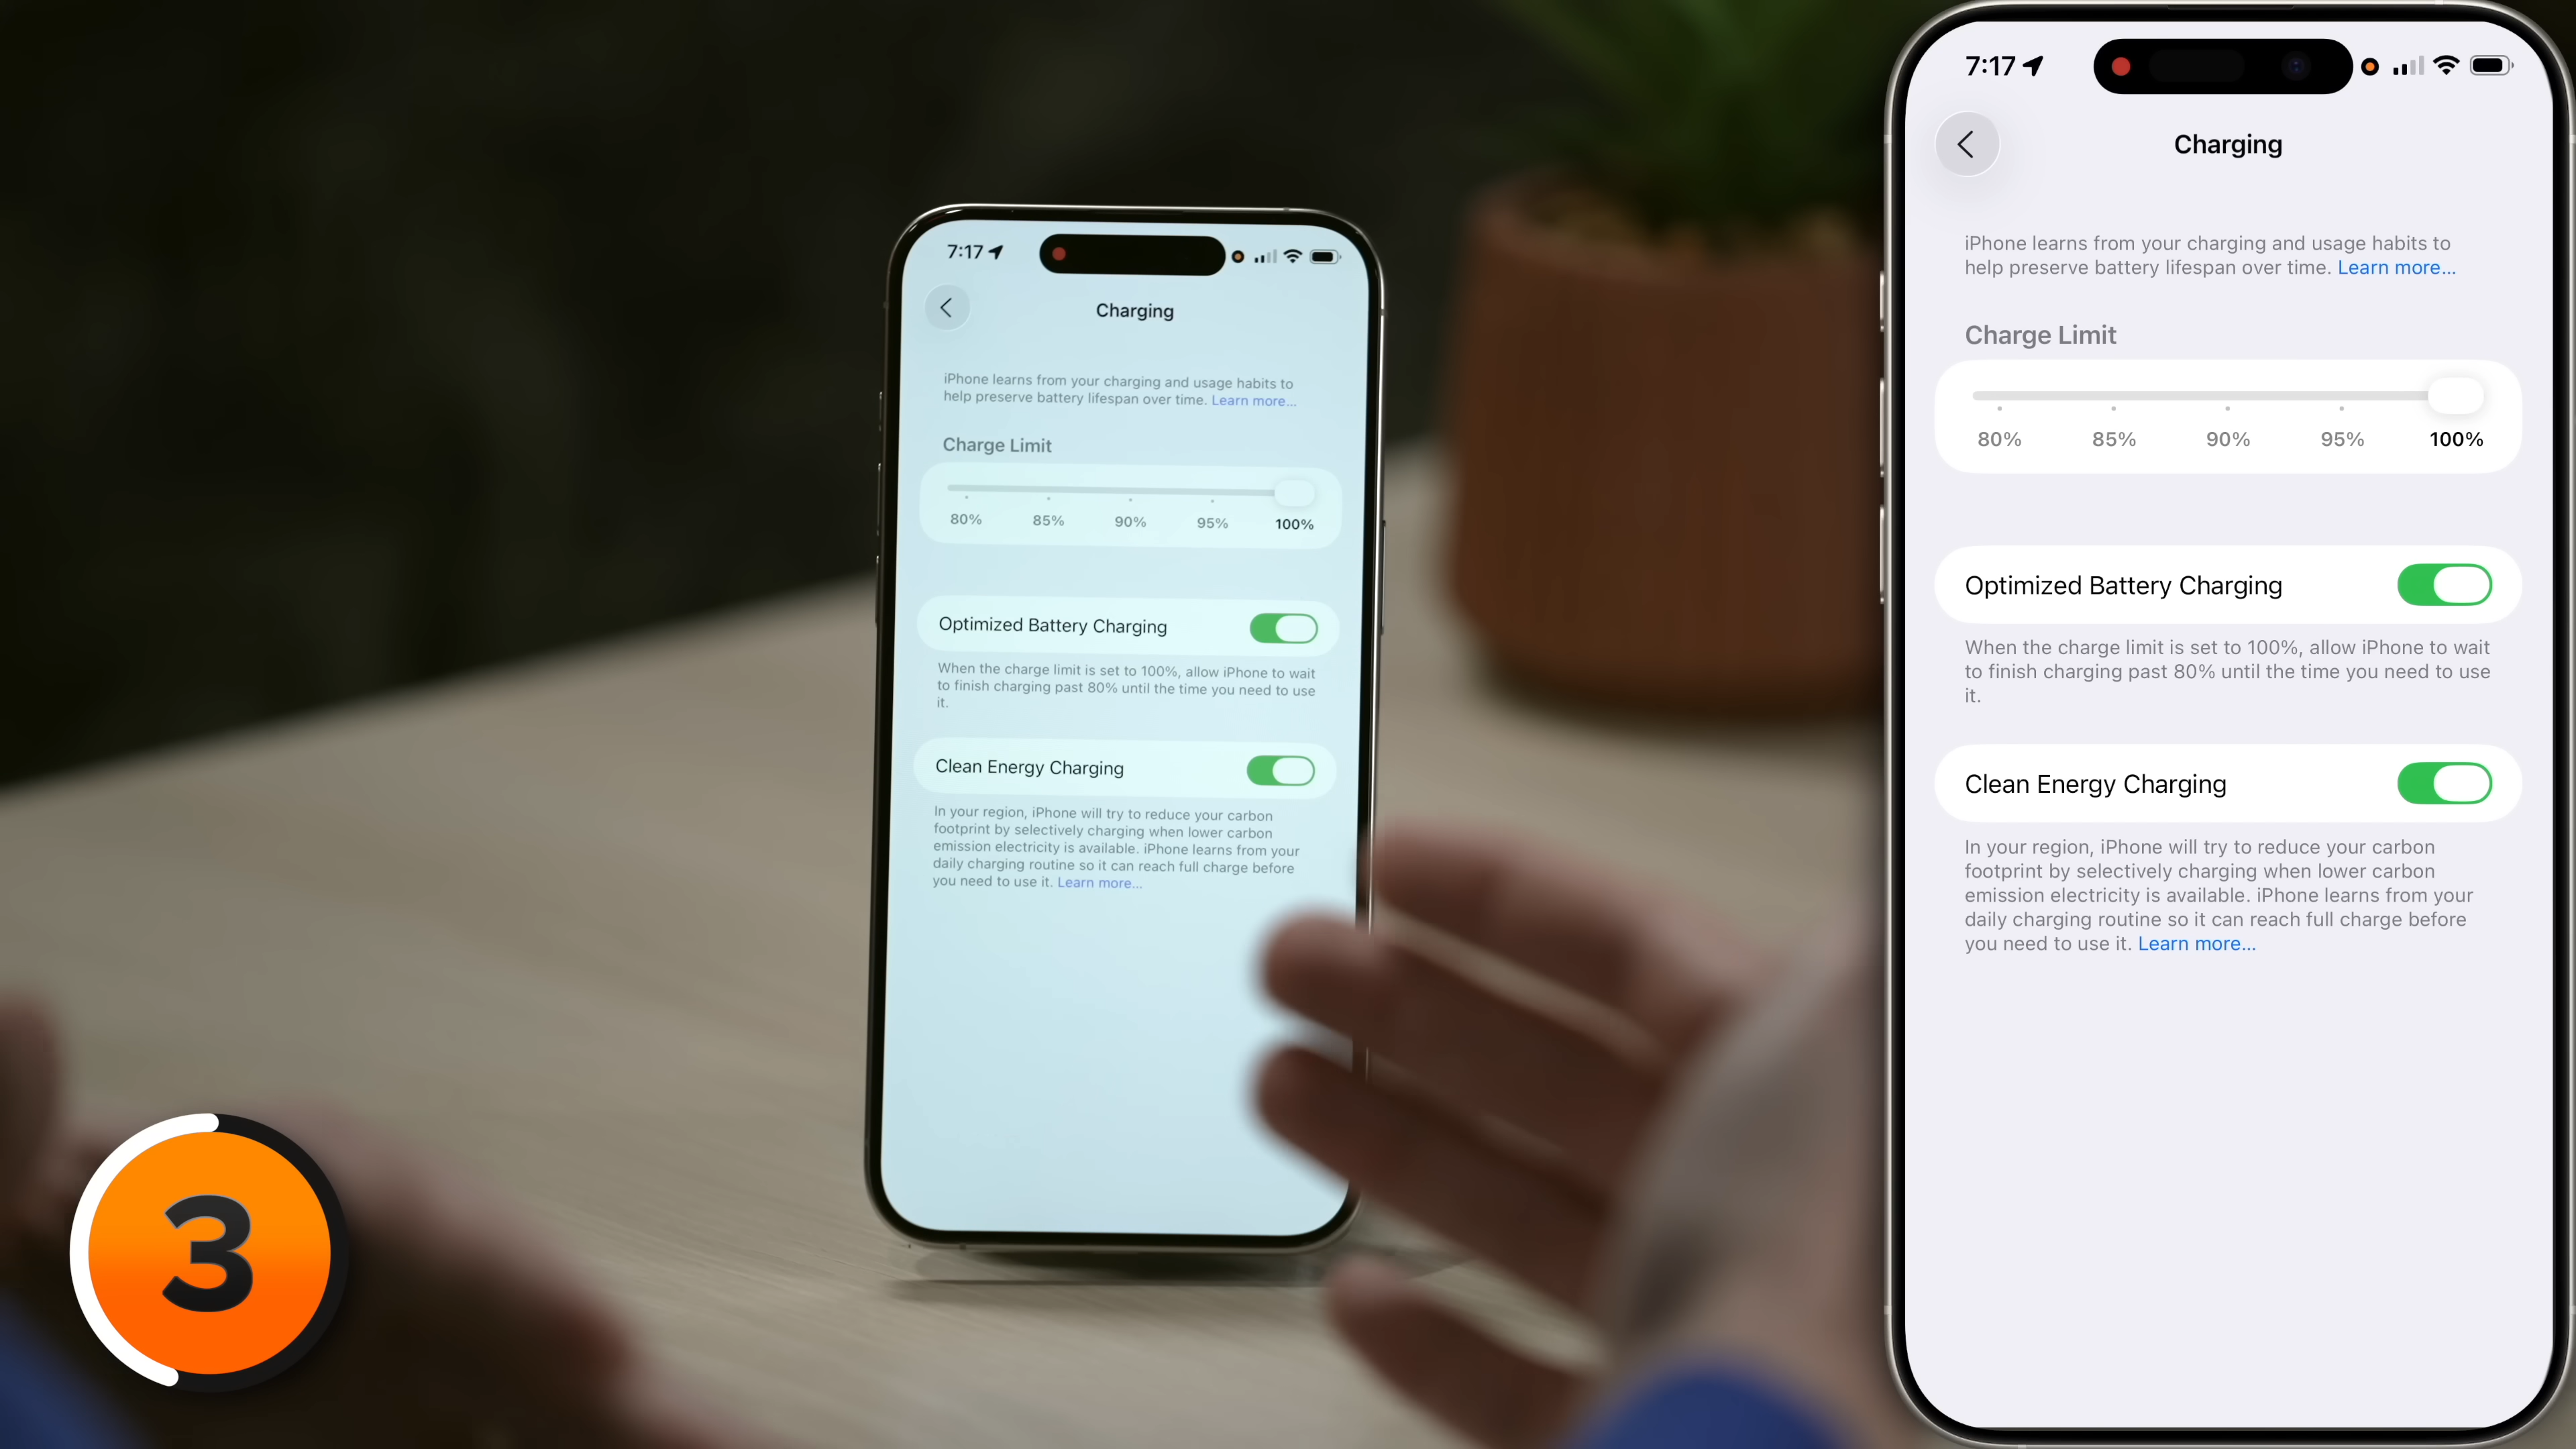 7:17
Charging
iPhone learns from your charging and usage habits to
help preserve battery lifespan over time. Learn more...
Charge Limit
80% 85% 90% 95% 100%
Optimized Battery Charging
When the charge limit is set to 100%, allow iPhone to wait
to finish charging past 80% until the time you need to use
it.
Clean Energy Charging
In your region, iPhone will try to reduce your carbon
footprint by selectively charging when lower carbon
emission electricity is available. iPhone learns from your
daily charging routine so it can reach full charge before
you need to use it. Learn more...
3
7:17
Charging
iPhone learns from your charging and usage habits to
help preserve battery lifespan over time. Learn more...
Charge Limit
80% 85% 90% 95% 100%
Optimized Battery Charging
When the charge limit is set to 100%, allow iPhone to wait
to finish charging past 80% until the time you need to use
it.
Clean Energy Charging
In your region, iPhone will try to reduce your carbon
footprint by selectively charging when lower carbon
emission electricity is available. iPhone learns from your
daily charging routine so it can reach full charge before
you need to use it. Learn more...